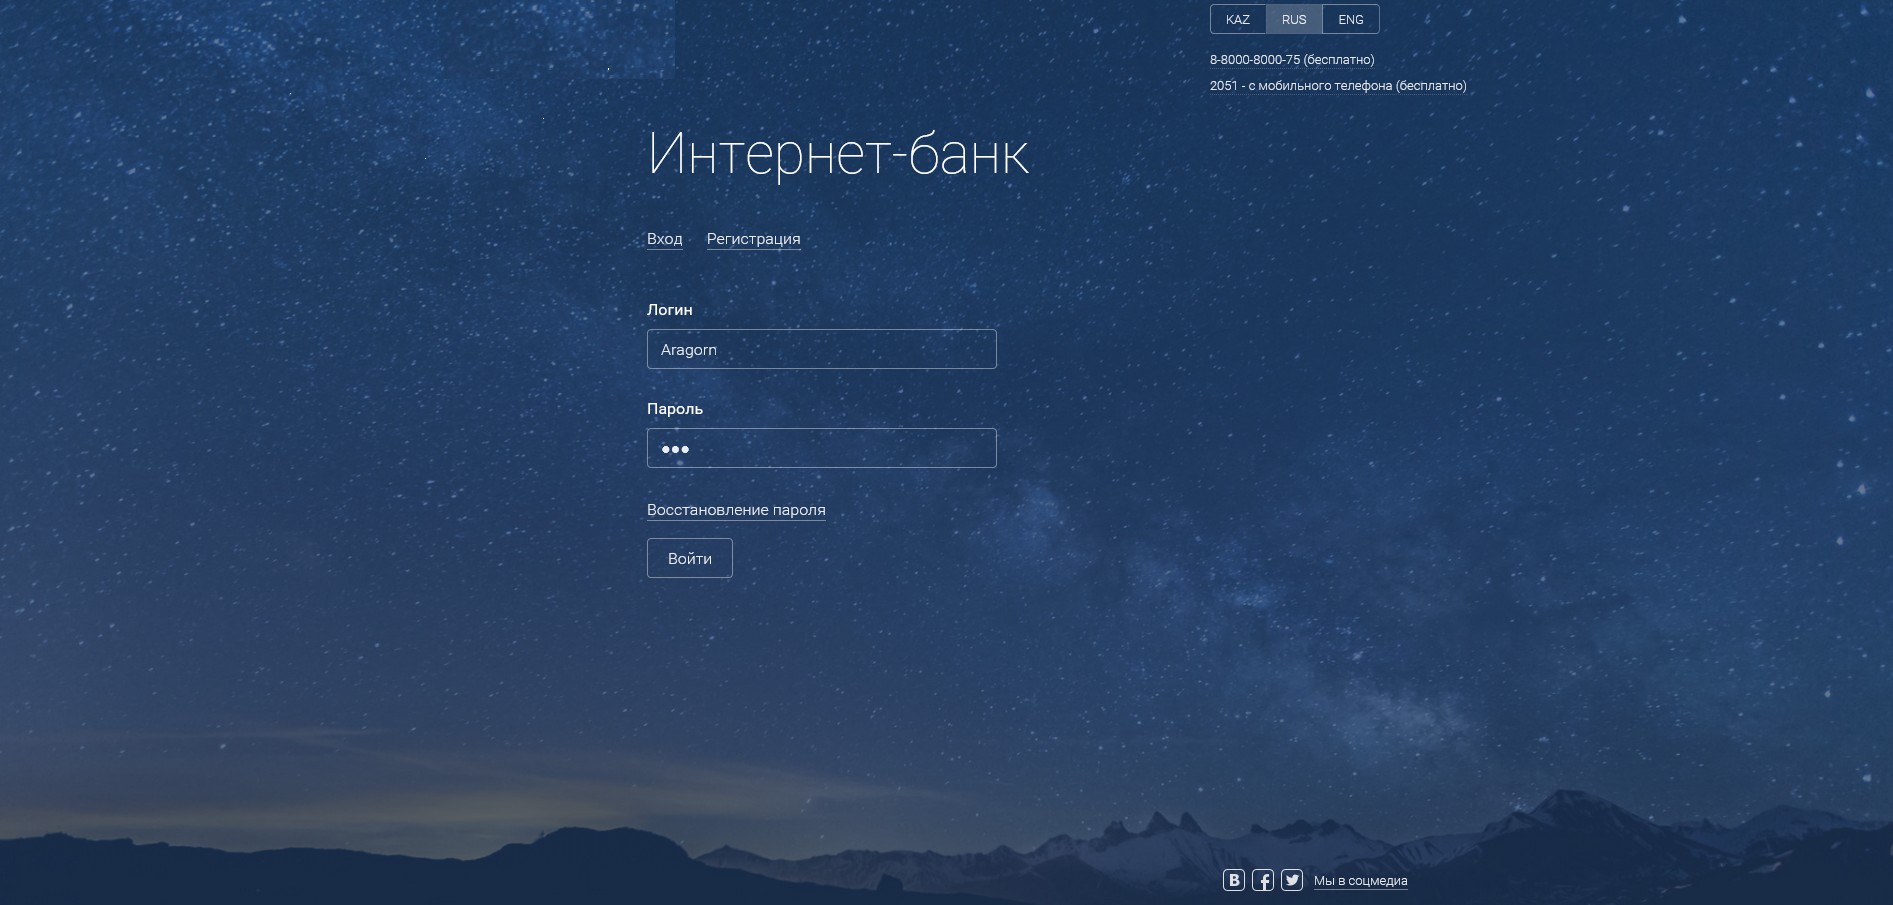 KAZ RUS ENG
8-8000-8000-75 (бесплатно)
2051 - с мобильного телефона (бесплатно)
Интернет-банк
Вход Регистрация
Логин
Aragorn
Пароль
●●●
Восстановление пароля
Войти
Мы в соцмедиа